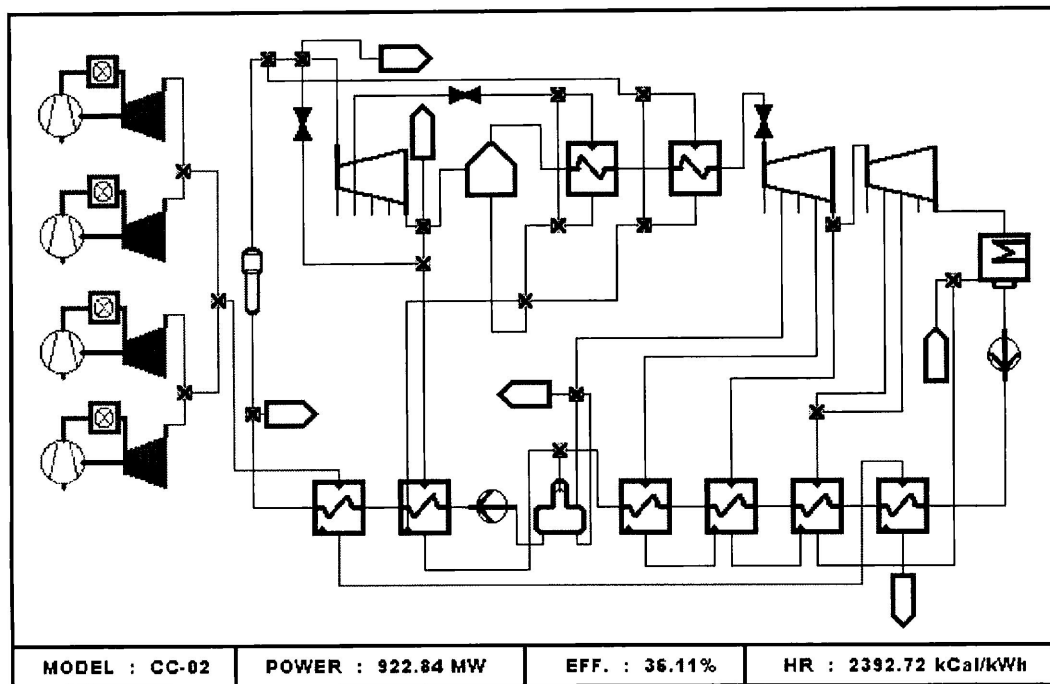 MODEL : CC-02 POWER : 922.84 MW EFF. : 36.11% HR : 2392.72 kCal/kWh